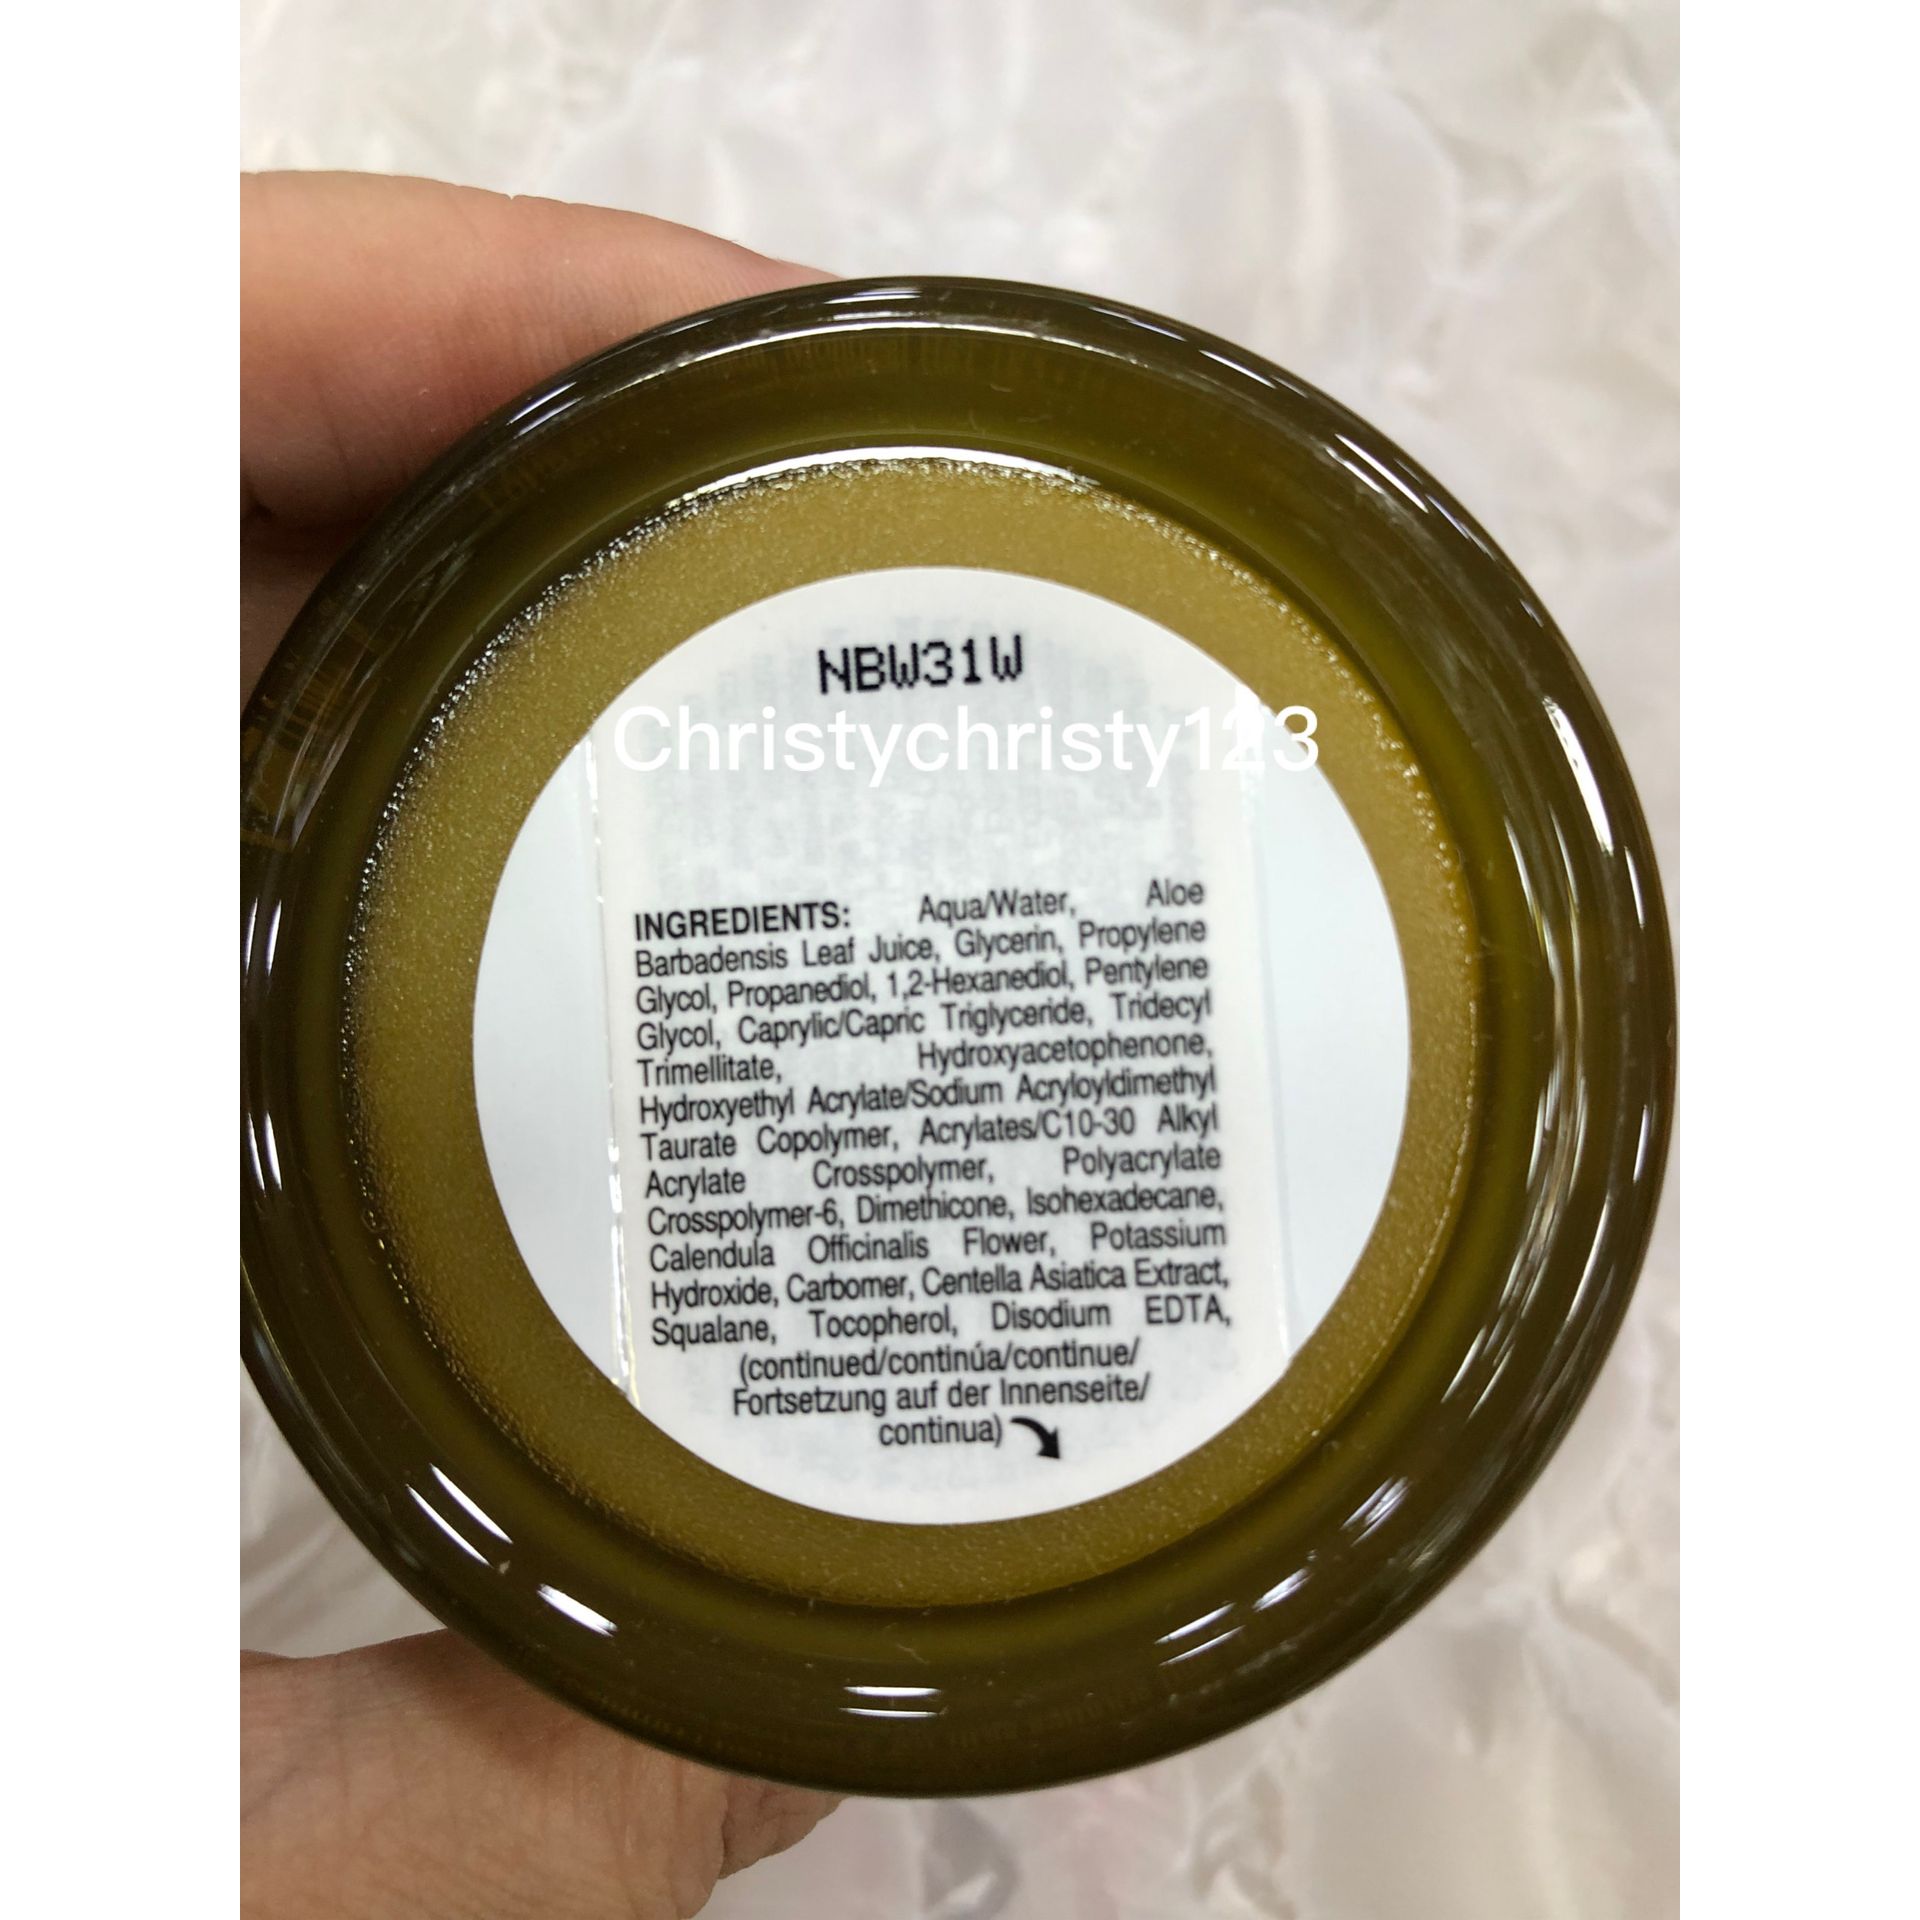 NBW31W
Christychristy123
INGREDIENTS: Aqua/Water, Aloe
Barbadensis Leaf Juice, Glycerin, Propylene
Glycol, Propanediol, 1,2-Hexanediol, Pentylene
Glycol, Caprylic/Capric Triglyceride, Tridecyl
Trimellitate, Hydroxyacetophenone,
Hydroxyethyl Acrylate/Sodium Acryloyldimethyl
Taurate Copolymer, Acrylates/C10-30 Alkyl
Acrylate Crosspolymer, Polyacrylate
Crosspolymer-6, Dimethicone, Isohexadecane,
Calendula Officinalis Flower, Potassium
Hydroxide, Carbomer, Centella Asiatica Extract,
Squalane, Tocopherol, Disodium EDTA,
(continued/continúa/continue/
Fortsetzung auf der Innenseite/
continua)